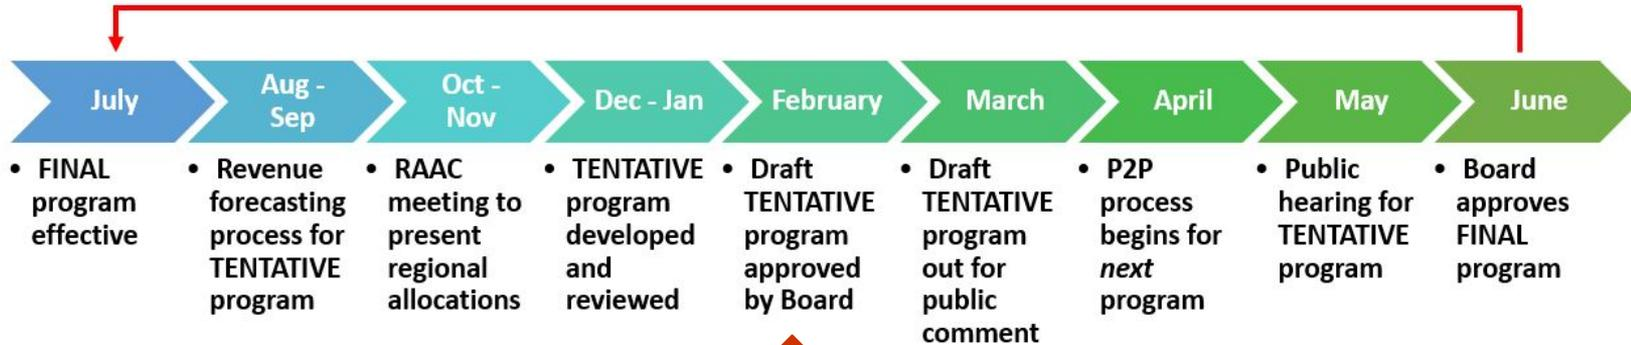 July
Aug -
Sep
Oct -
Nov
Dec - Jan
February
March
April
May
June
• FINAL
program
effective
• Revenue
forecasting
process for
TENTATIVE
program
• RAAC
meeting to
present
regional
allocations
• TENTATIVE
program
developed
and
reviewed
• Draft
TENTATIVE
program
approved
by Board
• Draft
TENTATIVE
program
out for
public
comment
• P2P
process
begins for
next
program
• Public
hearing for
TENTATIVE
program
• Board
approves
FINAL
program